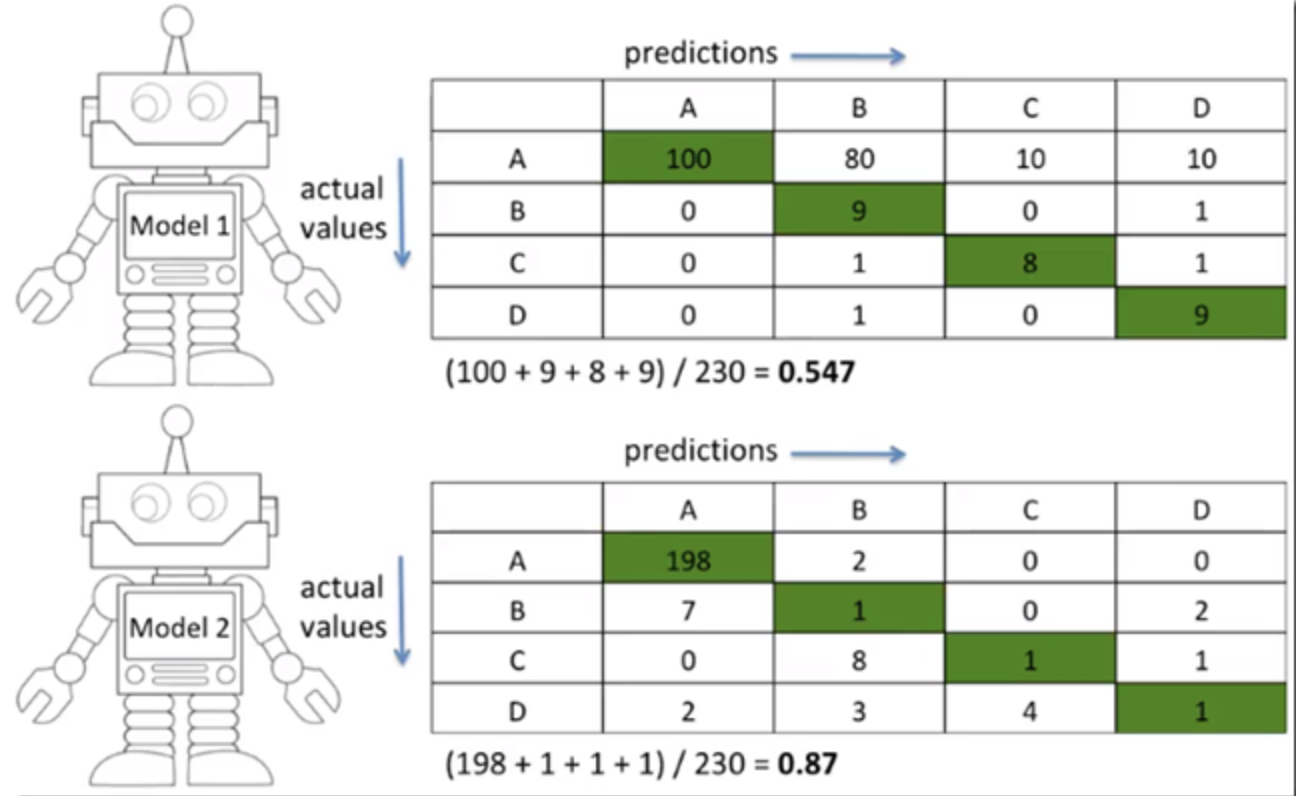 predictions
A B C D
A 100 80 10 10
actual
values
Model 1
B 0 9 0 1
C 0 1 8 1
D 0 1 0 9
(100 + 9 + 8 + 9) / 230 = 0.547
predictions
A B C D
A 198 2 0 0
actual
values
Model 2
B 7 1 0 2
C 0 8 1 1
D 2 3 4 1
(198 + 1 + 1 + 1) / 230 = 0.87